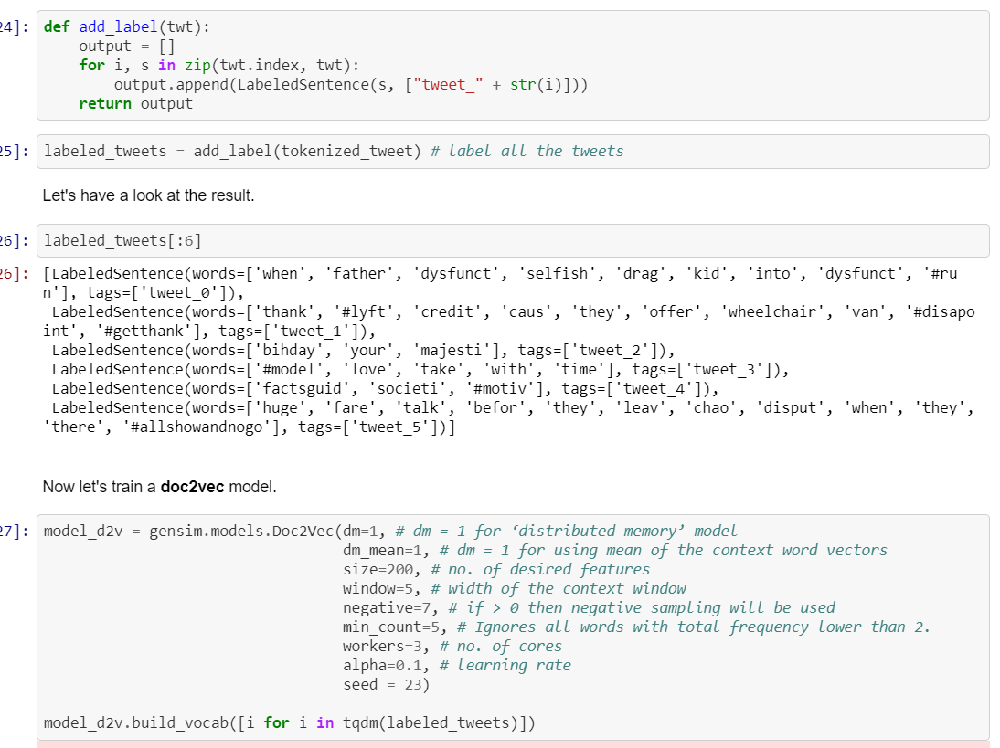 24]: def add_label(twt):
output = []
for i, s in zip(twt.index, twt):
output.append(LabeledSentence(s, ["tweet_" + str(i)]))
return output
25]: labeled_tweets = add_label(tokenized_tweet) # label all the tweets
Let's have a look at the result.
26]: labeled_tweets[:6]
26]: [LabeledSentence(words=['when', 'father', 'dysfunct', 'selfish', 'drag', 'kid', 'into', 'dysfunct', '#ru
n'], tags=['tweet_0']),
LabeledSentence(words=['thank', '#lyft', 'credit', 'caus', 'they', 'offer', 'wheelchair', 'van', '#disapo
int', '#getthank'], tags=['tweet_1']),
LabeledSentence(words=['bihday', 'your', 'majesti'], tags=['tweet_2']),
LabeledSentence(words=['#model', 'love', 'take', 'with', 'time'], tags=['tweet_3']),
LabeledSentence(words=['factsguid', 'societi', '#motiv'], tags=['tweet_4']),
LabeledSentence(words=['huge', 'fare', 'talk', 'befor', 'they', 'leav', 'chao', 'disput', 'when', 'they',
'there', '#allshowandnogo'], tags=['tweet_5'])]
Now let's train a doc2vec model.
27]: model_d2v = gensim.models.Doc2Vec(dm=1, # dm = 1 for ‘distributed memory’ model
dm_mean=1, # dm = 1 for using mean of the context word vectors
size=200, # no. of desired features
window=5, # width of the context window
negative=7, # if > 0 then negative sampling will be used
min_count=5, # Ignores all words with total frequency lower than 2.
workers=3, # no. of cores
alpha=0.1, # learning rate
seed = 23)
model_d2v.build_vocab([i for i in tqdm(labeled_tweets)])